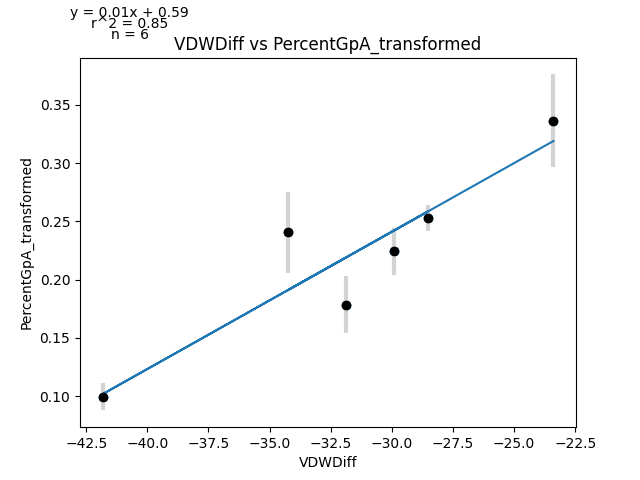 y = 0.01x + 0.59
r^2 = 0.85
n = 6
VDWDiff vs PercentGpA_transformed
PercentGpA_transformed
0.35
0.30
0.25
0.20
0.15
0.10
−42.5 −40.0 −37.5 −35.0 −32.5 −30.0 −27.5 −25.0 −22.5
VDWDiff